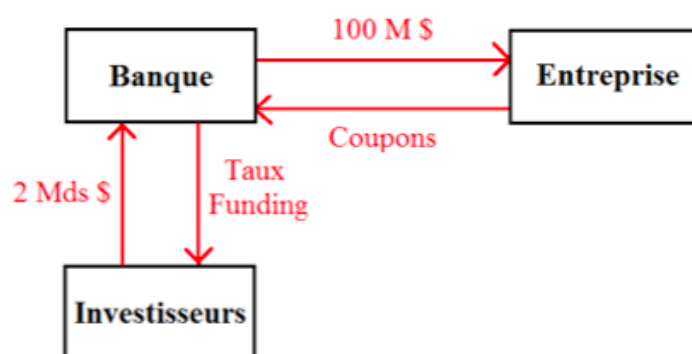 100 M $
Banque
Entreprise
Coupons
2 Mds $
Taux
Funding
Investisseurs